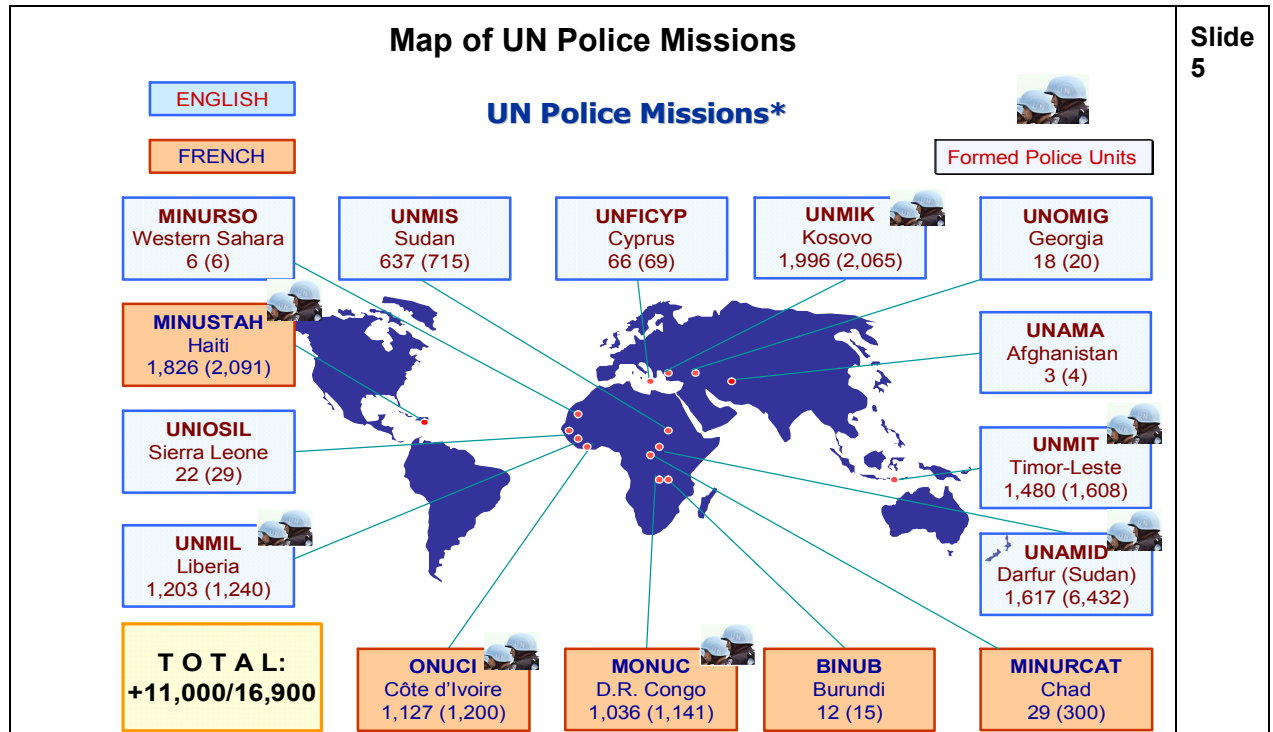 Map of UN Police Missions
Slide
5
ENGLISH
UN Police Missions*
FRENCH
Formed Police Units
MINURSO
Western Sahara
6 (6)
UNMIS
Sudan
637 (715)
UNFICYP
Cyprus
66 (69)
UNMIK
Kosovo
1,996 (2,065)
UNOMIG
Georgia
18 (20)
MINUSTAH
Haiti
1,826 (2,091)
UNAMA
Afghanistan
3 (4)
UNIOSIL
Sierra Leone
22 (29)
UNMIT
Timor-Leste
1,480 (1,608)
UNMIL
Liberia
1,203 (1,240)
UNAMID
Darfur (Sudan)
1,617 (6,432)
T O T A L:
+11,000/16,900
ONUCI
Côte d’Ivoire
1,127 (1,200)
MONUC
D.R. Congo
1,036 (1,141)
BINUB
Burundi
12 (15)
MINURCAT
Chad
29 (300)